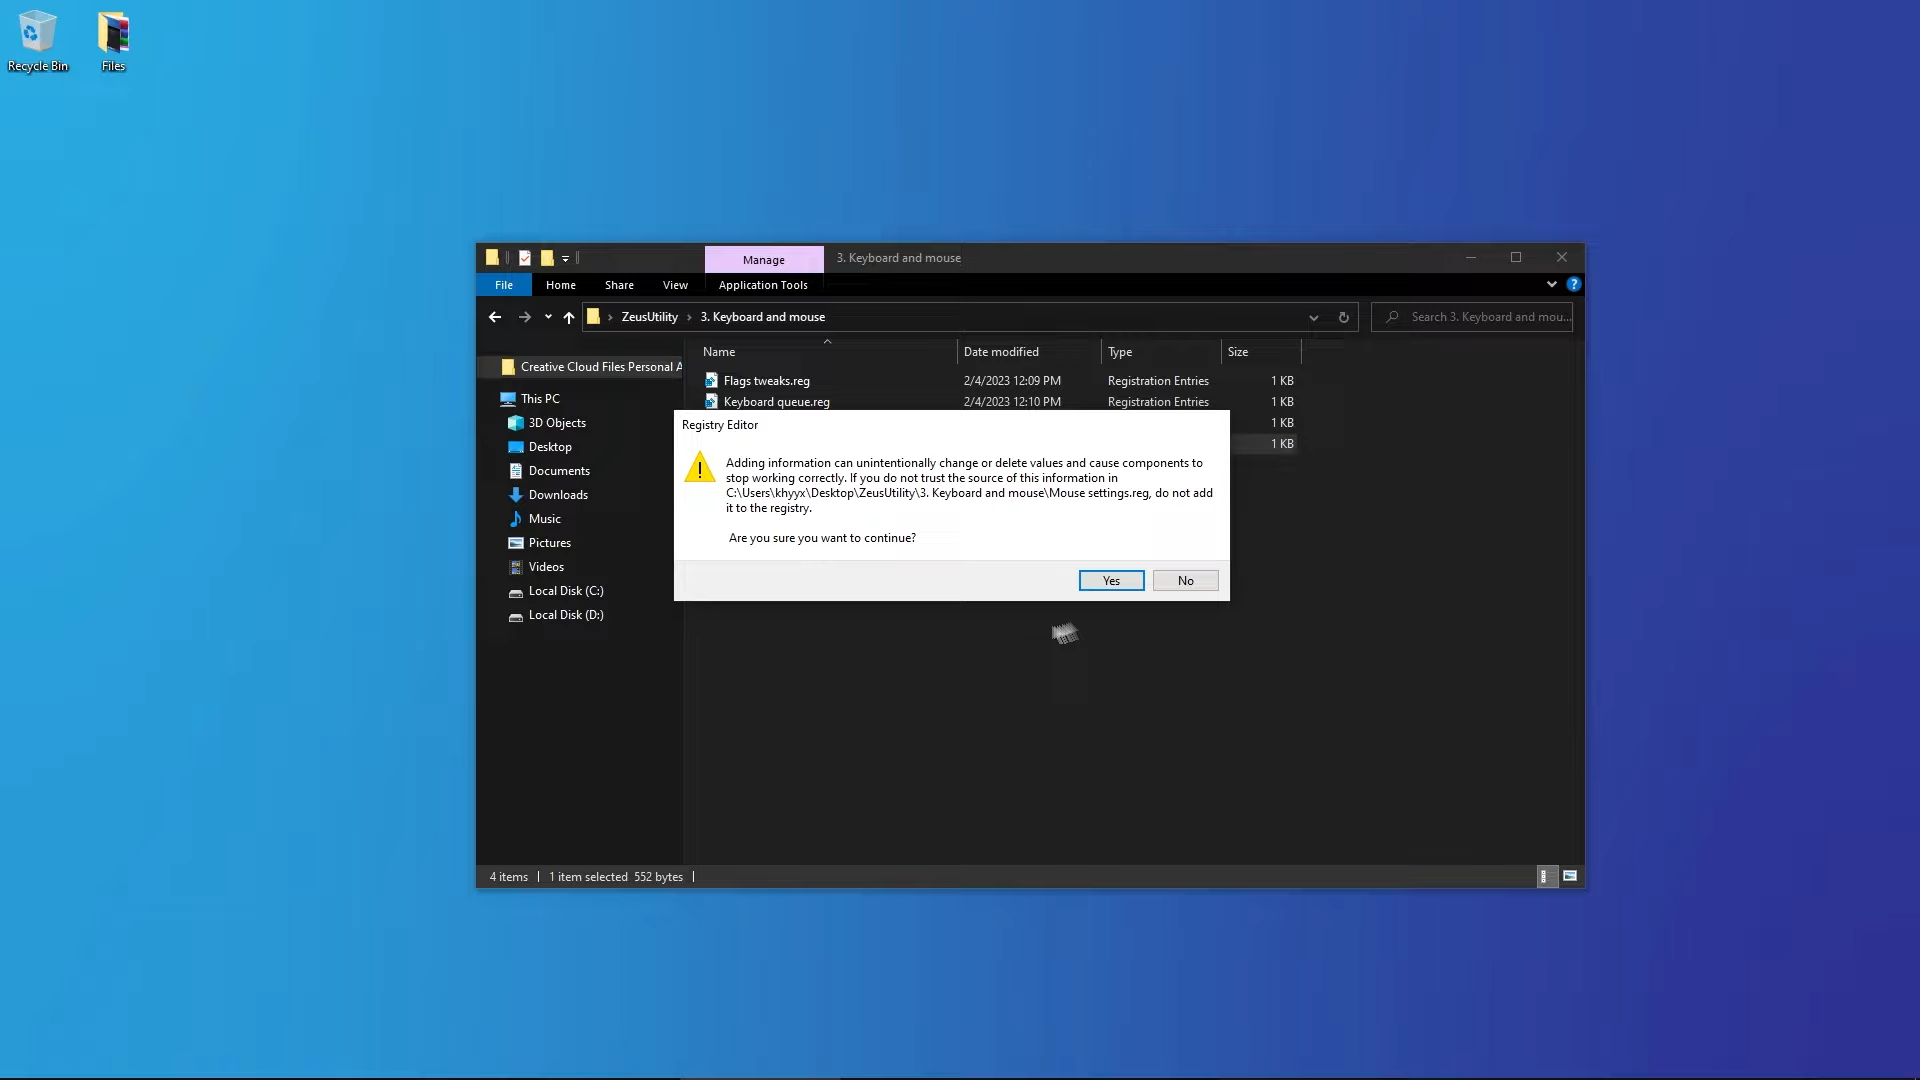 Recycle Bin
Files
Manage
3. Keyboard and mouse
File
Home
Share
View
Application Tools
?
ZeusUtility
3. Keyboard and mouse
Search 3. Keyboard and mou...
Name
Date modified
Type
Size
Creative Cloud Files Personal A
This PC
3D Objects
Desktop
Documents
Downloads
Music
Pictures
Videos
Local Disk (C:)
Local Disk (D:)
Flags tweaks.reg 2/4/2023 12:09 PM Registration Entries 1 KB
Keyboard queue.reg 2/4/2023 12:10 PM Registration Entries 1 KB
1 KB
1 KB
Registry Editor
Adding information can unintentionally change or delete values and cause components to
stop working correctly. If you do not trust the source of this information in
C:\Users\khyyx\Desktop\ZeusUtility\3. Keyboard and mouse\Mouse settings.reg, do not add
it to the registry.
Are you sure you want to continue?
Yes
No
4 items
1 item selected 552 bytes